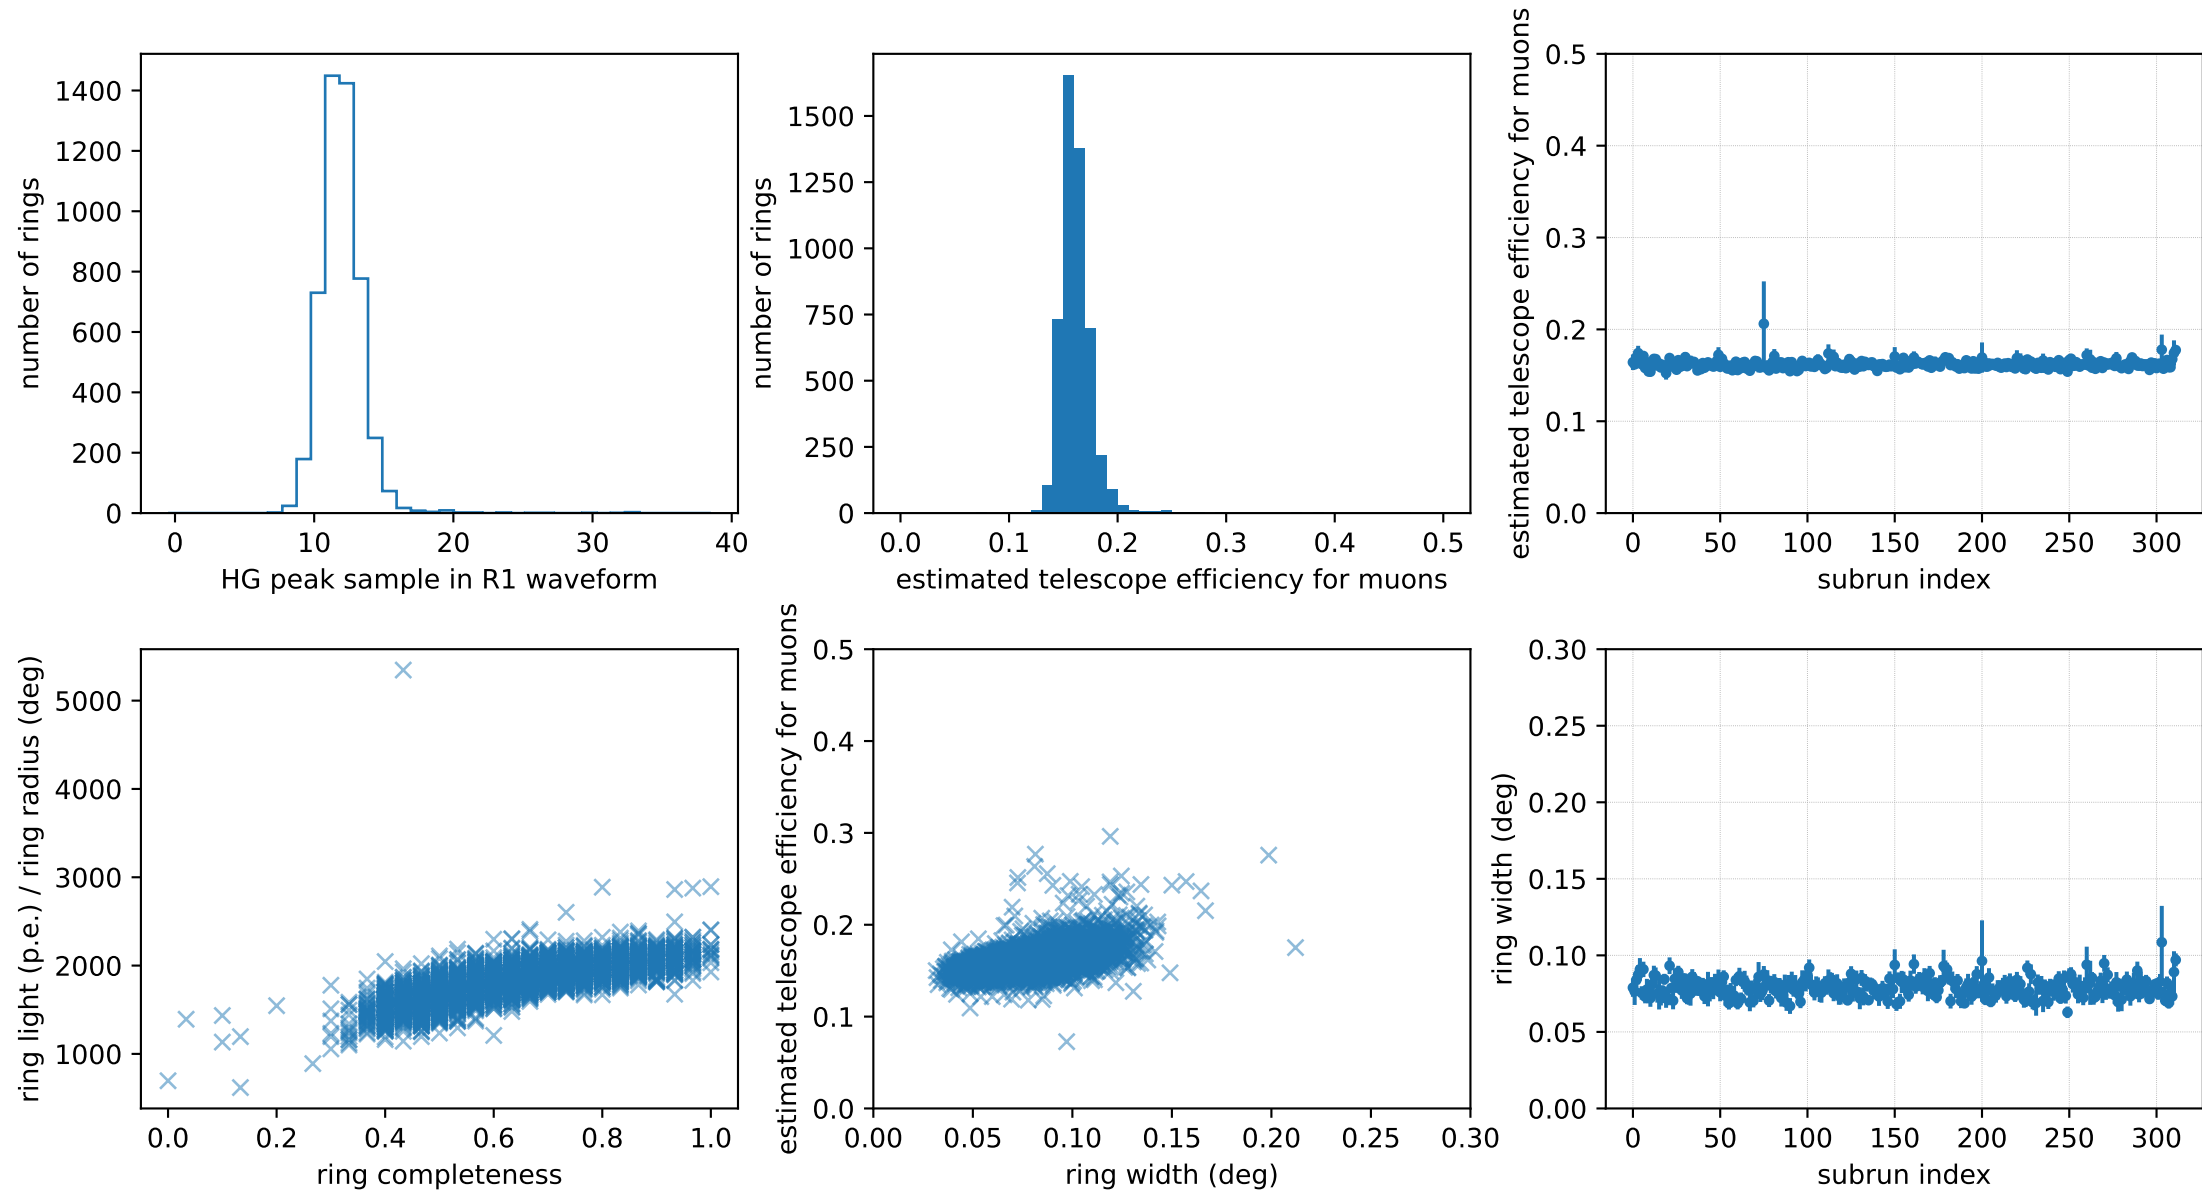 number of rings
1400
1200
1000
800
600
400
200
0
0 10 20 30 40
HG peak sample in R1 waveform
number of rings
1500
1250
1000
750
500
250
0
0.0 0.1 0.2 0.3 0.4 0.5
estimated telescope efficiency for muons
estimated telescope efficiency for muons
0.5
0.4
0.3
0.2
0.1
0.0
0 50 100 150 200 250 300
subrun index
ring light (p.e.) / ring radius (deg)
5000
4000
3000
2000
1000
0.0 0.2 0.4 0.6 0.8 1.0
ring completeness
estimated telescope efficiency for muons
0.5
0.4
0.3
0.2
0.1
0.0
0.00 0.05 0.10 0.15 0.20 0.25 0.30
ring width (deg)
ring width (deg)
0.30
0.25
0.20
0.15
0.10
0.05
0.00
0 50 100 150 200 250 300
subrun index